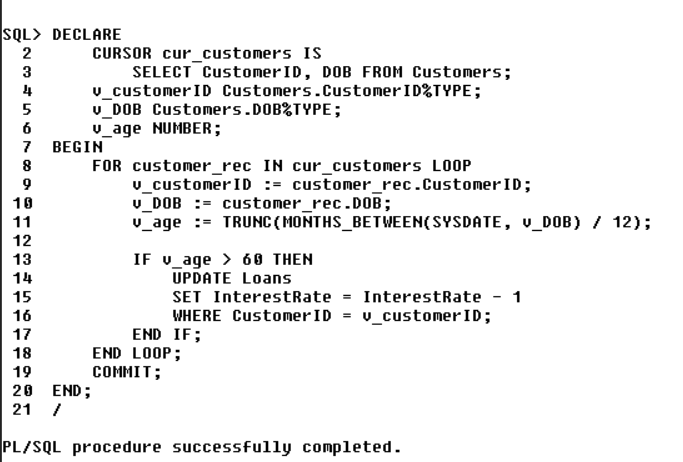 SQL> DECLARE
  2      CURSOR cur_customers IS
  3          SELECT CustomerID, DOB FROM Customers;
  4      v_customerID Customers.CustomerID%TYPE;
  5      v_DOB Customers.DOB%TYPE;
  6      v_age NUMBER;
  7  BEGIN
  8      FOR customer_rec IN cur_customers LOOP
  9          v_customerID := customer_rec.CustomerID;
 10          v_DOB := customer_rec.DOB;
 11          v_age := TRUNC(MONTHS_BETWEEN(SYSDATE, v_DOB) / 12);
 12
 13          IF v_age > 60 THEN
 14              UPDATE Loans
 15              SET InterestRate = InterestRate - 1
 16              WHERE CustomerID = v_customerID;
 17          END IF;
 18      END LOOP;
 19      COMMIT;
 20  END;
 21  /
PL/SQL procedure successfully completed.